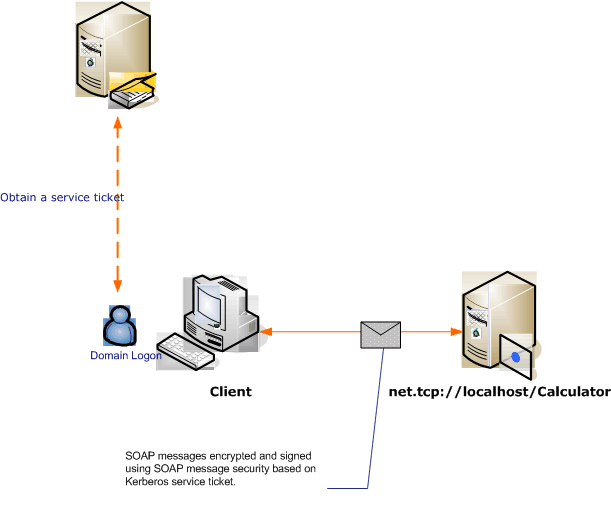 Obtain a service ticket
Domain Logon
Client
net.tcp://localhost/Calculator
SOAP messages encrypted and signed
using SOAP message security based on
Kerberos service ticket.